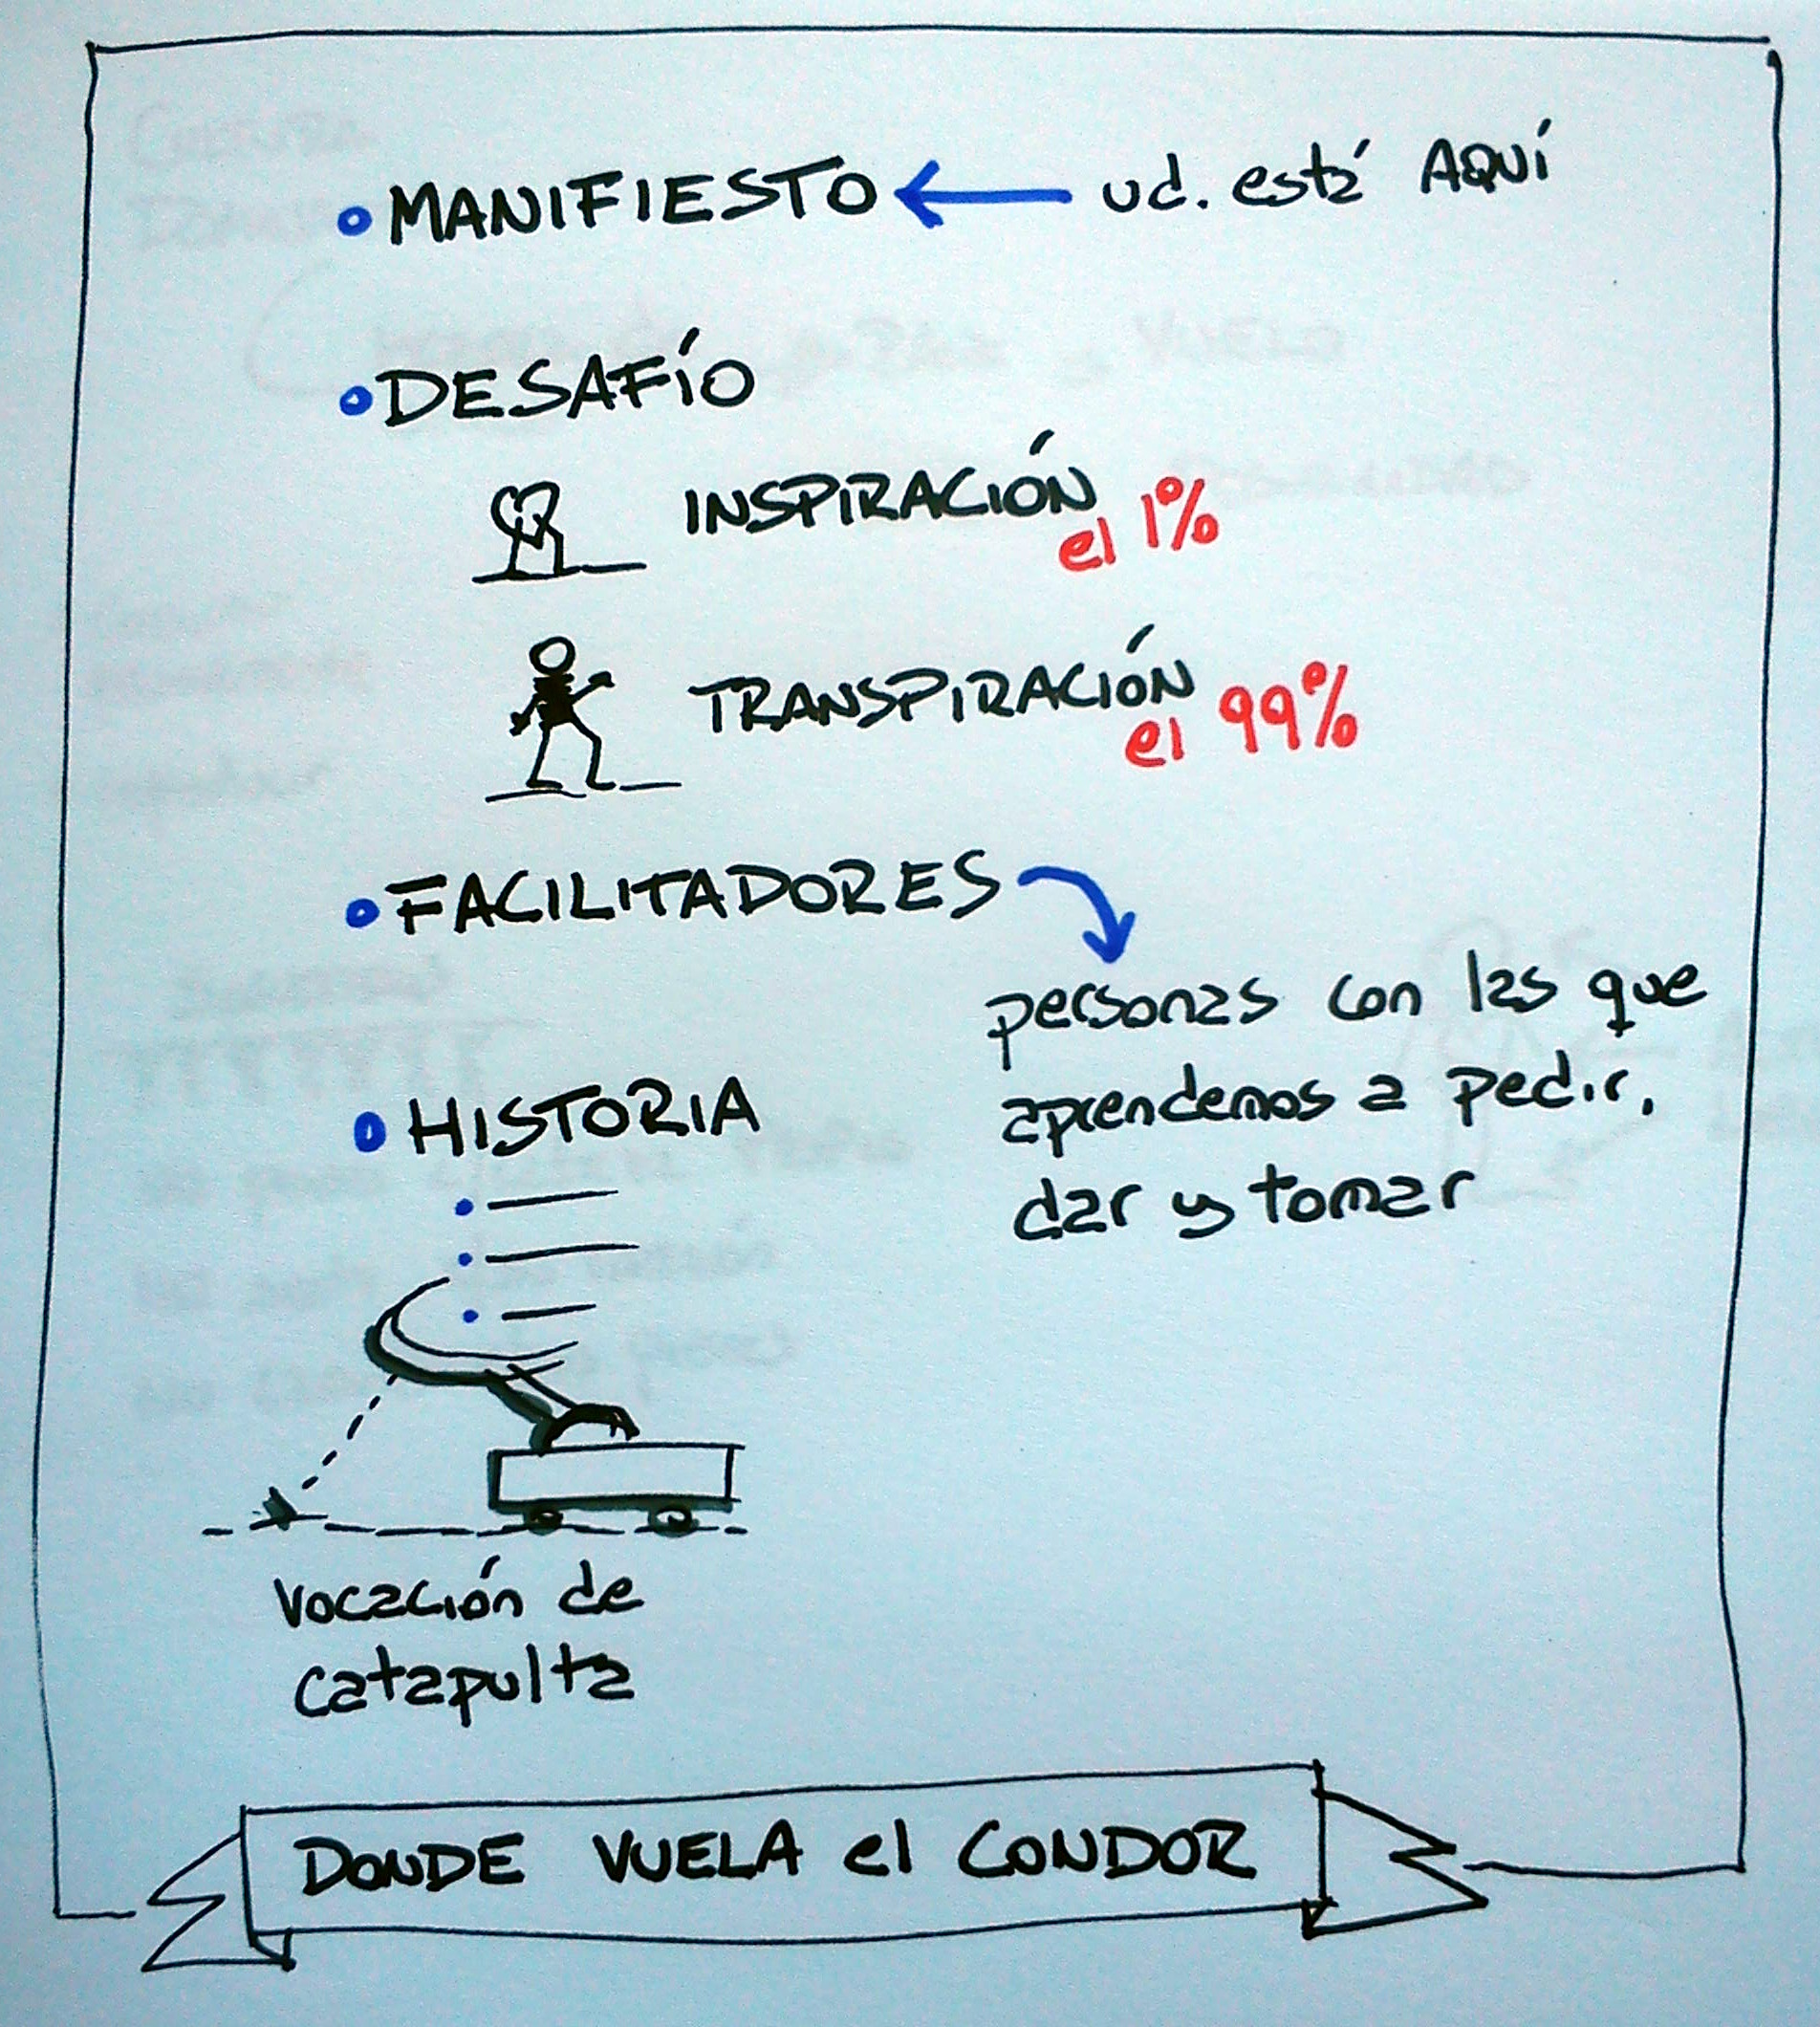 • MANIFIESTO ← ud. está AQUÍ
• DESAFÍO
INSPIRACIÓN el 1%
TRANSPIRACIÓN el 99%
• FACILITADORES
personas con las que
aprendemos a pedir,
dar y tomar
• HISTORIA
vocación de
catapulta
DONDE VUELA el CONDOR